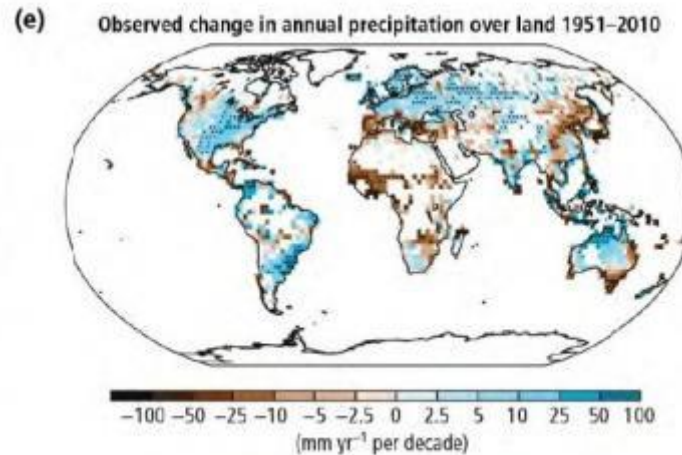 (e) Observed change in annual precipitation over land 1951–2010
−100 −50 −25 −10 −5 −2.5 0 2.5 5 10 25 50 100
(mm yr⁻¹ per decade)